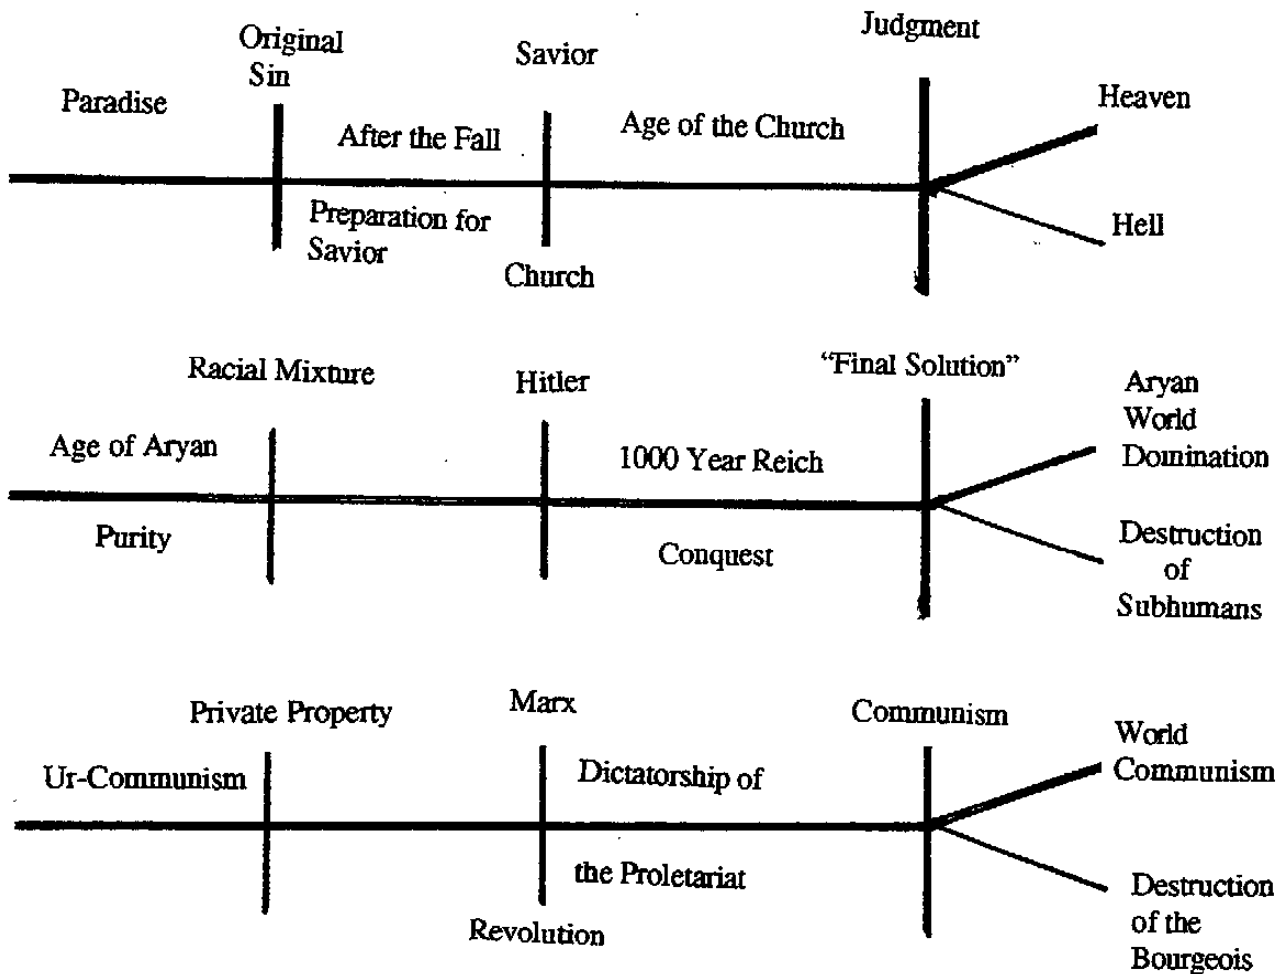 Original
Sin
Savior
Judgment
Paradise
After the Fall
Age of the Church
Heaven
Preparation for
Savior
Church
Hell
Racial Mixture
Hitler
“Final Solution”
Aryan
World
Domination
Age of Aryan
1000 Year Reich
Purity
Conquest
Destruction
of
Subhumans
Private Property
Marx
Communism
World
Communism
Ur-Communism
Dictatorship of
the Proletariat
Revolution
Destruction
of the
Bourgeois